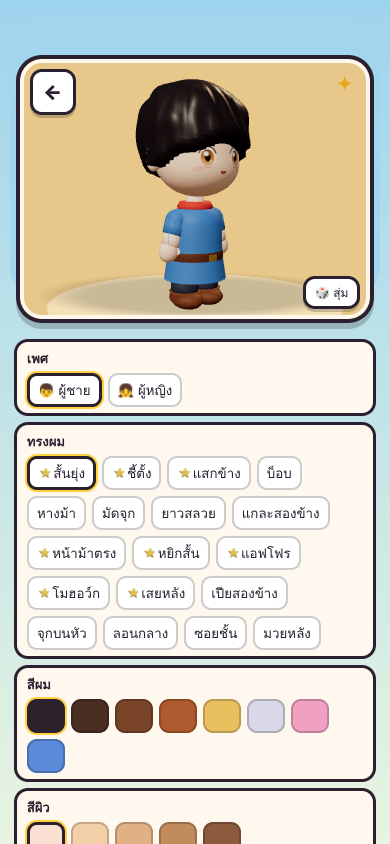 สุ่ม
เพศ
ผู้ชาย ผู้หญิง
ทรงผม
สั้นยุ่ง ชี้ตั้ง แสกข้าง บ็อบ
หางม้า มัดจุก ยาวสลวย แกละสองข้าง
หน้าม้าตรง หยิกสั้น แอฟโฟร
โมฮอว์ก เสยหลัง เปียสองข้าง
จุกบนหัว ลอนกลาง ซอยชั้น มวยหลัง
สีผม
สีผิว